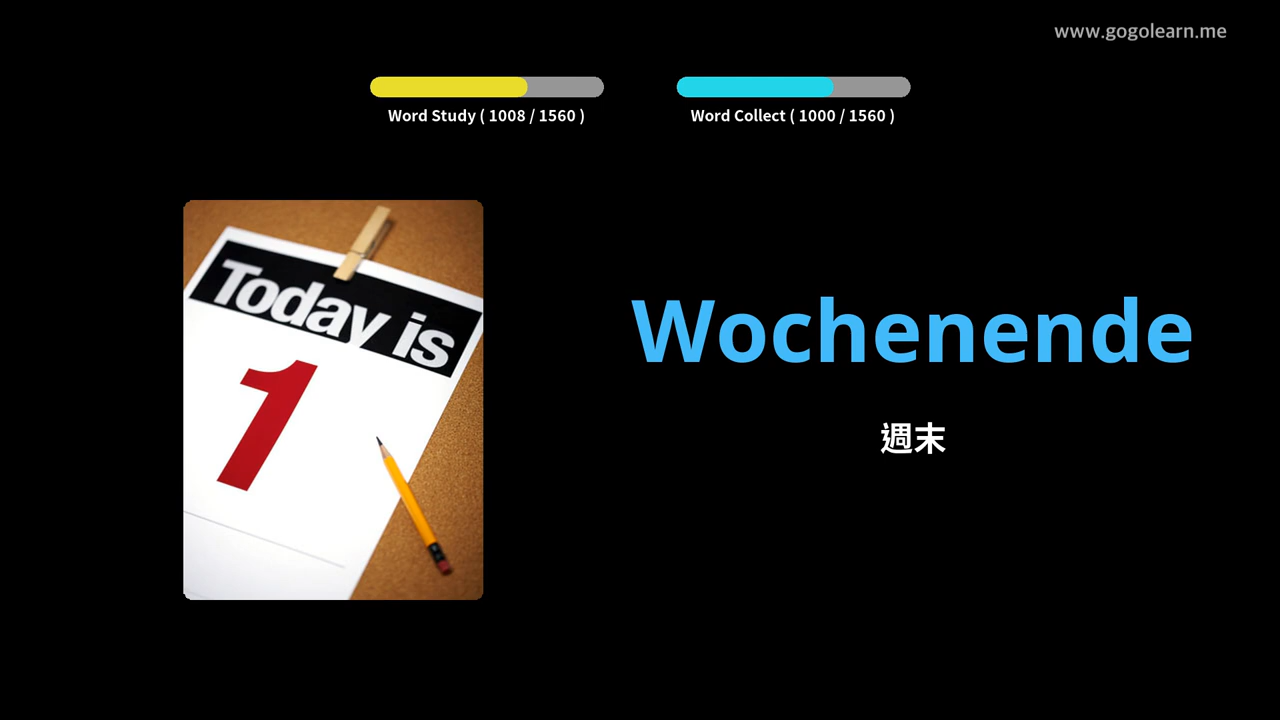 www.gogolearn.me
Word Study ( 1008 / 1560 )
Word Collect ( 1000 / 1560 )
Today is
1
Wochenende
週末